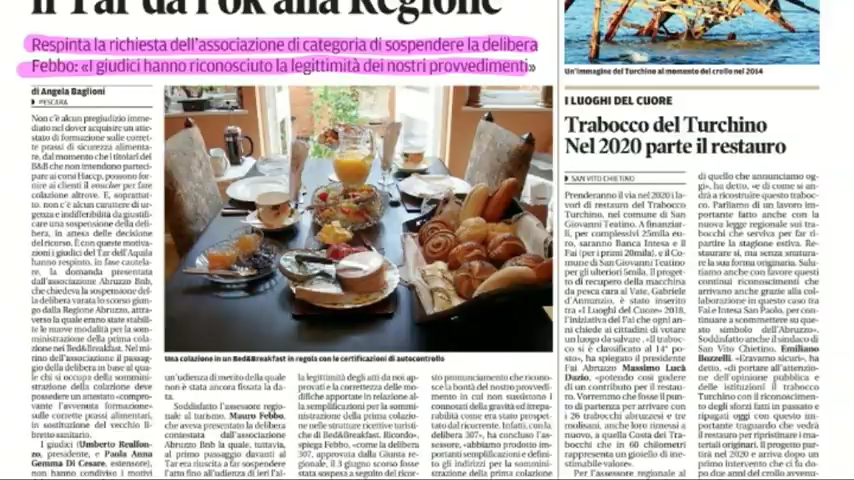 il Tar dà l'ok alla Regione
Respinta la richiesta dell'associazione di categoria di sospendere la delibera
Febbo: «I giudici hanno riconosciuto la legittimità dei nostri provvedimenti»
di Angela Baglioni
PESCARA
Non c'è alcun pregiudizio imme-
diato nel dover acquisire un atte-
stato di formazione sulle corret-
te prassi di sicurezza alimenta-
re, dal momento che i titolari dei
B&B che non intendono parteci-
pare ai corsi Haccp, possono for-
nire ai clienti il voucher per fare
colazione altrove. E, soprattut-
to, non c'è alcun carattere di ur-
genza e indifferibilità da giustifi-
care una sospensione della deli-
bera, in attesa delle decisione
del ricorso. È con queste motiva-
zioni i giudici del Tar dell'Aquila
hanno respinto, in fase cautela-
re, la domanda presentata
dall'associazione Abruzzo Bnb,
che chiedeva la sospensione del-
la delibera varata lo scorso giu-
gno dalla Regione Abruzzo, attra-
verso la quale erano state stabili-
te le nuove modalità per la som-
ministrazione della prima cola-
zione nei Bed&Breakfast. Nel mi-
rino dell'associazione il passag-
gio della delibera in base al qua-
le chi si occupa della sommini-
strazione della colazione deve
possedere un attestato «compro-
vante l'avvenuta formazione»
sulle corrette prassi alimentari,
in sostituzione del vecchio li-
bretto sanitario.
I giudici (Umberto Realfon-
zo, presidente, e Paola Anna
Gemma Di Cesare, estensore),
non hanno condiviso i motivi
Una colazione in un Bed&Breakfast in regola con le certificazioni di autocontrollo
un'udienza di merito della quale
non è stata ancora fissata la da-
ta.
Soddisfatto l'assessore regio-
nale al turismo, Mauro Febbo,
che aveva presentato la delibera
contestata dall'associazione
Abruzzo Bnb la quale, tuttavia,
al primo passaggio davanti al
Tar era riuscita a far sospendere
l'atto fino all'udienza di ieri l'al-
la legittimità degli atti da noi ap-
provati e la correttezza delle mo-
difiche apportate in relazione al-
la semplificazioni per la sommi-
nistrazione della prima colazio-
ne nelle strutture ricettive turisti-
che di Bed&Breakfast. Ricordo»,
spiega Febbo, «come la delibera
307, approvata dalla Giunta re-
gionale, il 3 giugno scorso fosse
stata sospesa a seguito del ricor-
sto pronunciamento che ricono-
sce la bontà del nostro provvedi-
mento in cui non sussistono i
connotati della gravità ed irrepa-
rabilità come era stato prospet-
tato dal ricorrente. Infatti, con la
delibera 307», ha concluso l'as-
sessore, «abbiamo prodotto im-
portanti semplificazioni e defini-
to gli indirizzi per la sommini-
strazione della prima colazione
Un'immagine del Turchino al momento del crollo nel 2014
I LUOGHI DEL CUORE
Trabocco del Turchino
Nel 2020 parte il restauro
SAN VITO CHIETINO
Prenderanno il via nel 2020 i la-
vori di restauro del Trabocco
Turchino, nel comune di San
Giovanni Teatino. A finanziar-
li, per complessivi 25mila euro,
saranno Banca Intesa e il
Fai (per i primi 20mila), e il Co-
mune di San Giovanni Teatino
per gli ulteriori 5mila. Il proget-
to di recupero della macchina
da pesca cara al Vate, Gabriele
d'Annunzio, è stato inserito
tra «I Luoghi del Cuore» 2018,
l'iniziativa del Fai che ogni an-
ni chiede ai cittadini di votare
un luogo da salvare. «Il traboc-
co si è classificato al 14° po-
sto», ha spiegato il presidente
Fai Abruzzo Massimo Lucà
Dazio, «potendo così godere
di un contributo per il restau-
ro. Vorremmo che fosse il pun-
to di partenza per arrivare con
i 26 trabocchi abruzzesi e tre
molisani, anche loro rimessi a
nuovo, a quella Costa dei Tra-
bocchi che in 60 chilometri
rappresenta un gioiello di ine-
stimabile valore».
Per l'assessore regionale al
di quello che annunciamo og-
gi», ha detto, «e di come si an-
drà a ricostruire questo traboc-
co. Parliamo di un lavoro im-
portante fatto anche con la
nuova legge regionale sui tra-
bocchi che serviva per far ri-
partire la stagione estiva. Re-
staurare sì, ma senza snatura-
re la sua forma originaria. Salu-
tiamo anche con favore questi
continui riconoscimenti che
arrivano anche grazie alla col-
laborazione in questo caso tra
Fai e Intesa San Paolo, per con-
tinuare a scommettere su que-
sto simbolo dell'Abruzzo».
Soddisfatto anche il sindaco di
San Vito Chietino, Emiliano
Bozzelli. «Eravamo sicuri», ha
detto, «di portare all'attenzio-
ne dell'opinione pubblica e
delle istituzioni il trabocco
Turchino con il riconoscimen-
to degli sforzi fatti in passato e
ripagati oggi con questo im-
portante traguardo che vedrà
il restauro per ripristinare i ma-
teriali originari. Il progetto par-
tirà nel 2020 e arriva dopo un
primo intervento che ci fu do-
po due anni del crollo avvenu-